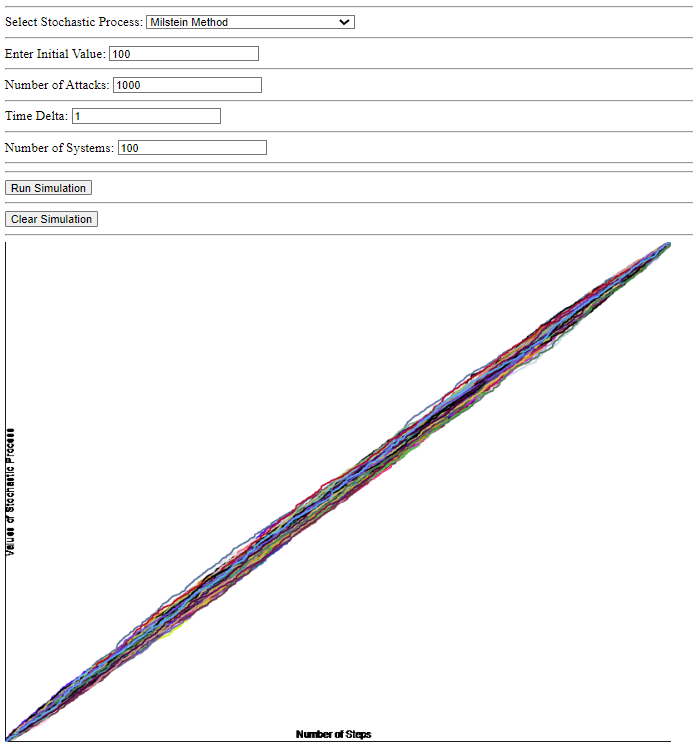 Select Stochastic Process: Milstein Method
Enter Initial Value: 100
Number of Attacks: 1000
Time Delta: 1
Number of Systems: 100
Run Simulation
Clear Simulation
Values of Stochastic Process
Number of Steps